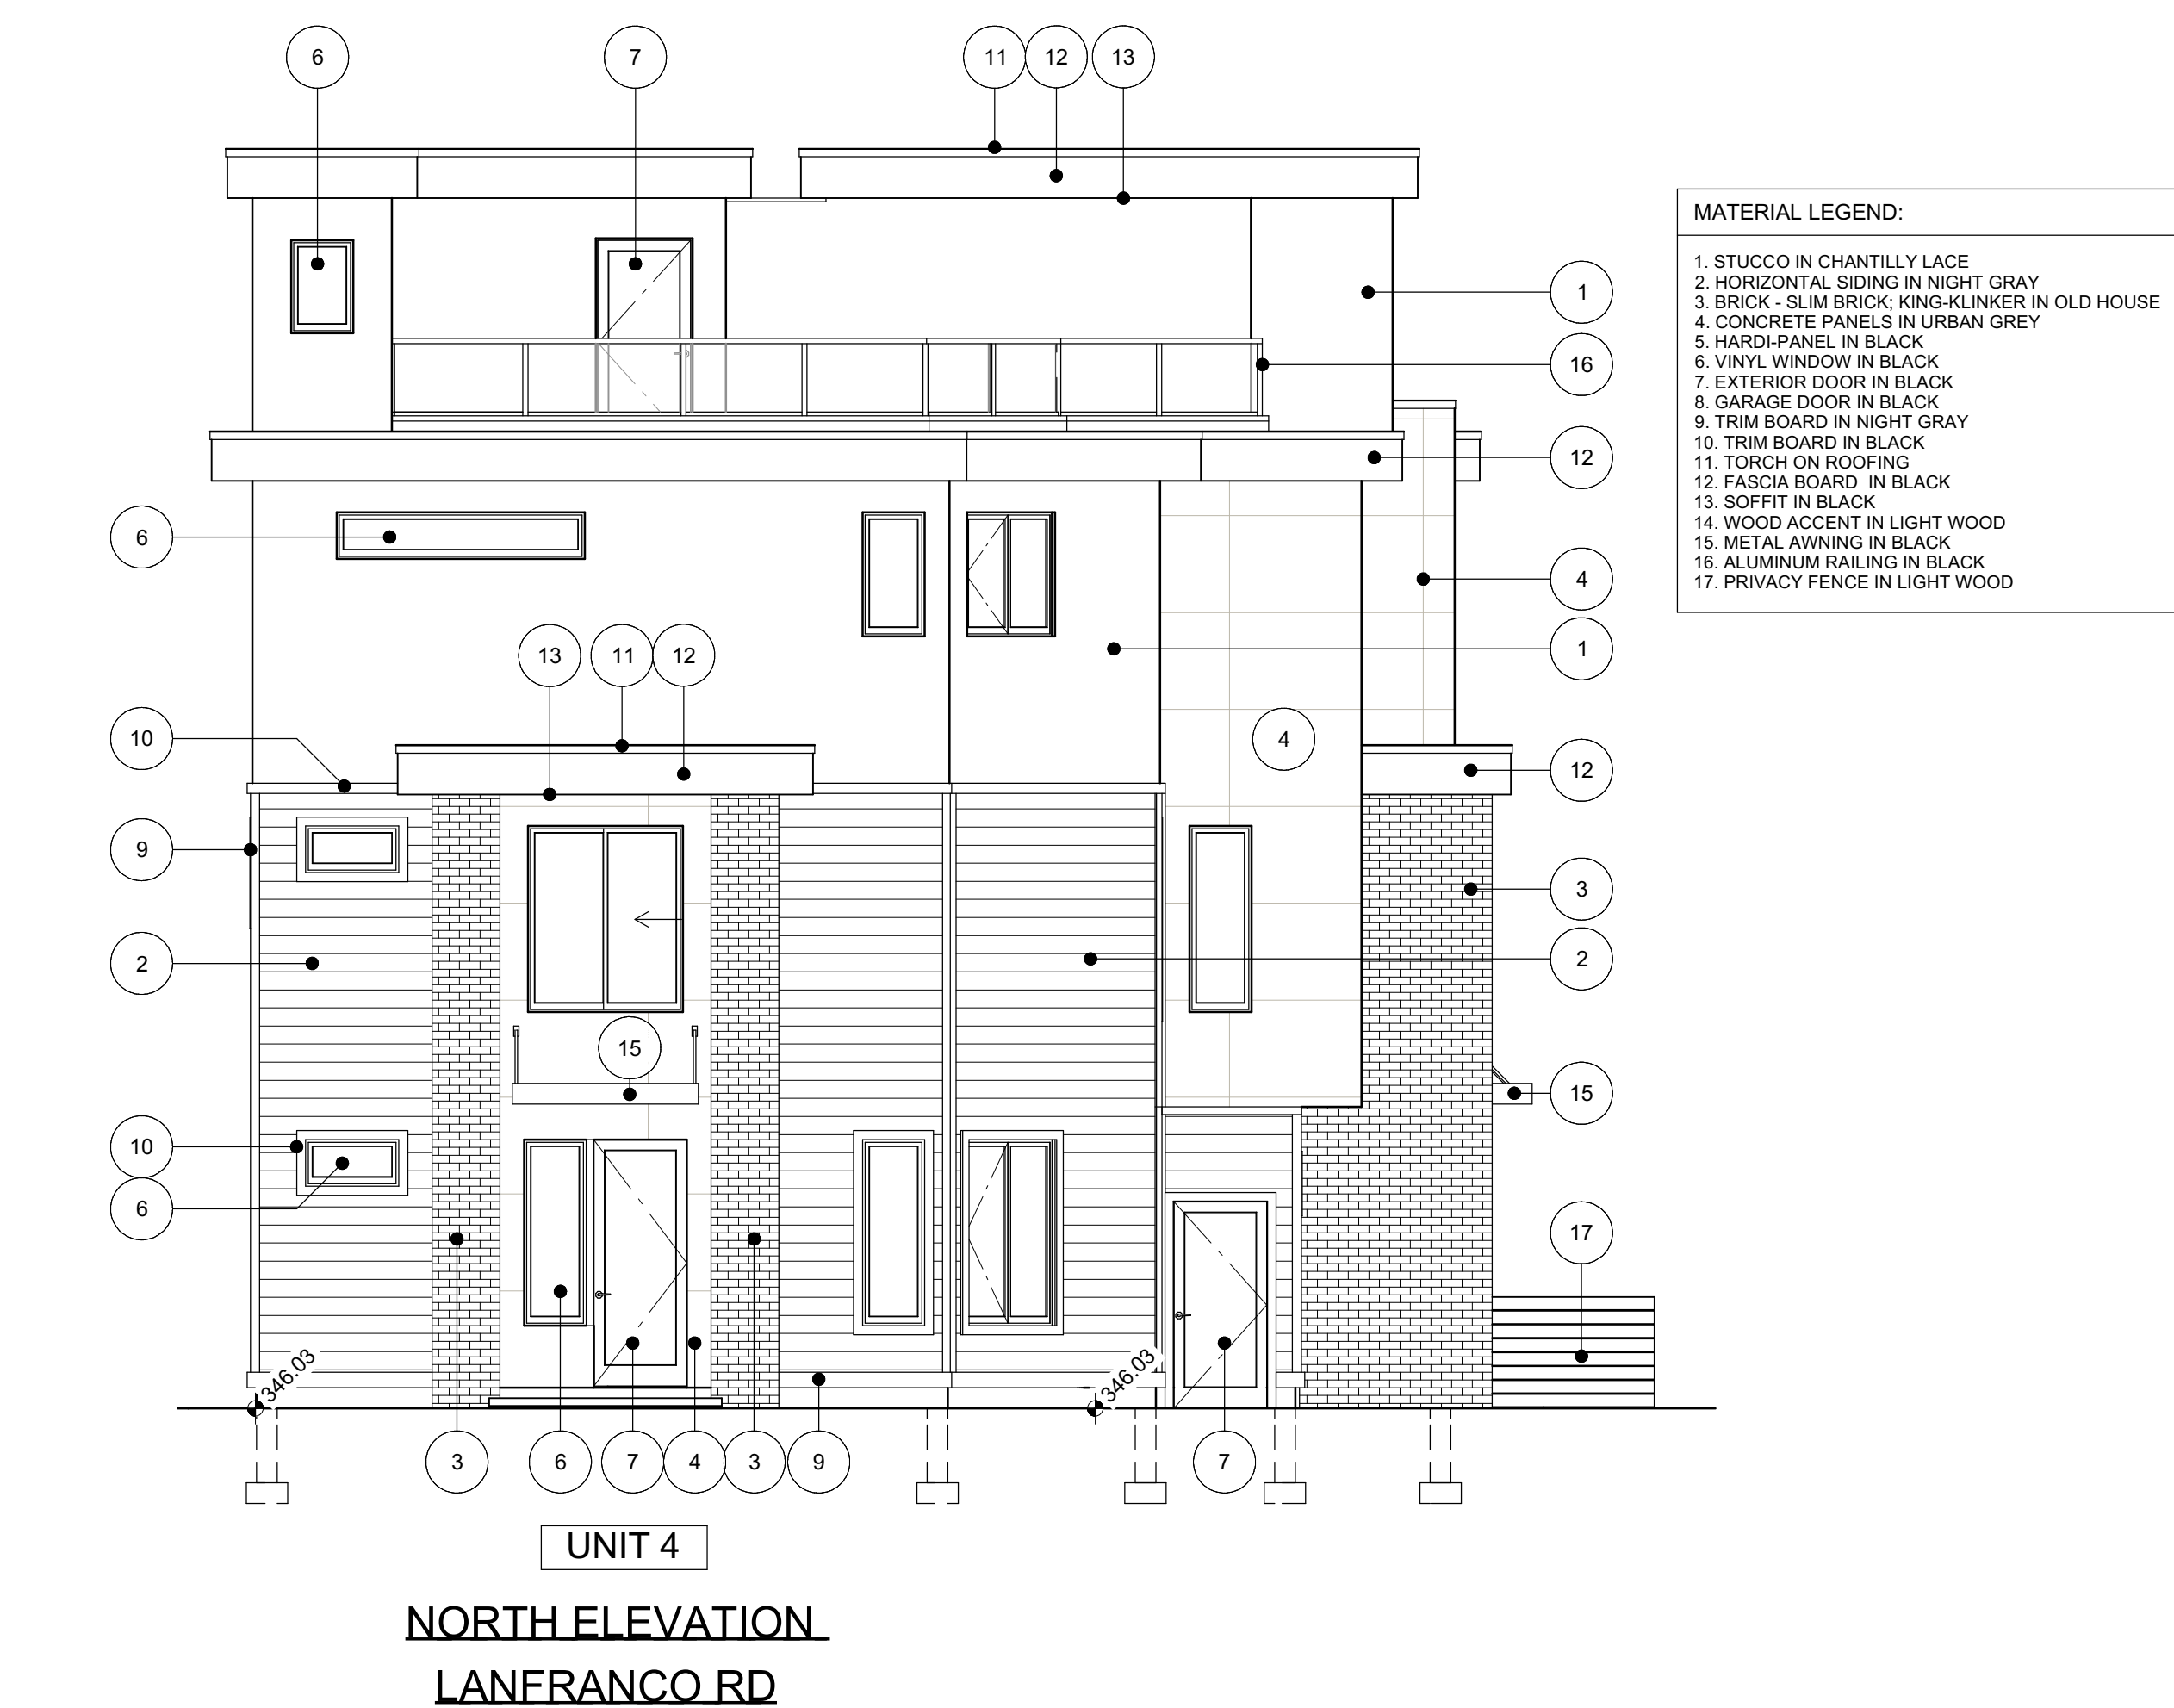 6
7
11
12
13
MATERIAL LEGEND:
1. STUCCO IN CHANTILLY LACE
2. HORIZONTAL SIDING IN NIGHT GRAY
3. BRICK - SLIM BRICK; KING-KLINKER IN OLD HOUSE
4. CONCRETE PANELS IN URBAN GREY
5. HARDI-PANEL IN BLACK
6. VINYL WINDOW IN BLACK
7. EXTERIOR DOOR IN BLACK
8. GARAGE DOOR IN BLACK
9. TRIM BOARD IN NIGHT GRAY
10. TRIM BOARD IN BLACK
11. TORCH ON ROOFING
12. FASCIA BOARD IN BLACK
13. SOFFIT IN BLACK
14. WOOD ACCENT IN LIGHT WOOD
15. METAL AWNING IN BLACK
16. ALUMINUM RAILING IN BLACK
17. PRIVACY FENCE IN LIGHT WOOD
1
16
12
6
4
1
13
11
12
10
4
12
9
3
2
2
15
15
10
6
17
346.03
346.03
3
6
7
4
3
9
7
UNIT 4
NORTH ELEVATION
LANFRANCO RD